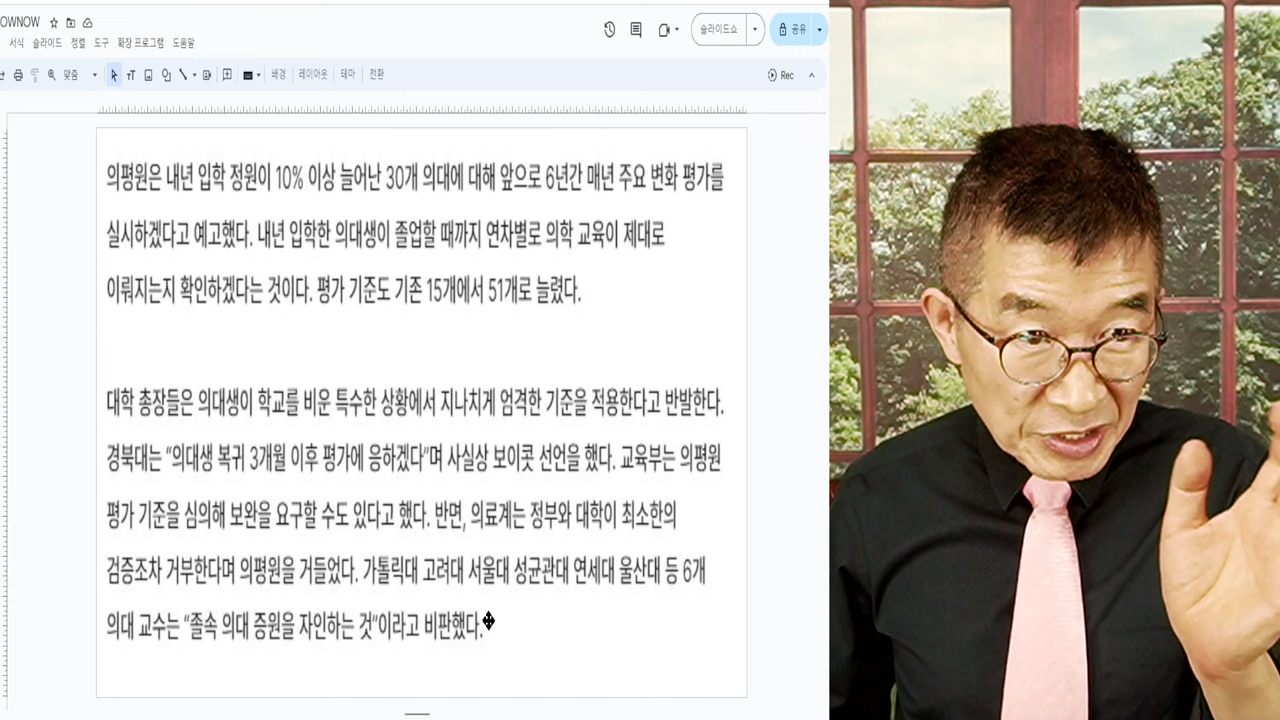 OWNOW
슬라이드쇼
공유
서식 슬라이드 정렬 도구 확장 프로그램 도움말
맞춤
배경 레이아웃 테마 전환
Rec
의평원은 내년 입학 정원이 10% 이상 늘어난 30개 의대에 대해 앞으로 6년간 매년 주요 변화 평가를
실시하겠다고 예고했다. 내년 입학한 의대생이 졸업할 때까지 연차별로 의학 교육이 제대로
이뤄지는지 확인하겠다는 것이다. 평가 기준도 기존 15개에서 51개로 늘렸다.
대학 총장들은 의대생이 학교를 비운 특수한 상황에서 지나치게 엄격한 기준을 적용한다고 반발한다.
경북대는 "의대생 복귀 3개월 이후 평가에 응하겠다"며 사실상 보이콧 선언을 했다. 교육부는 의평원
평가 기준을 심의해 보완을 요구할 수도 있다고 했다. 반면, 의료계는 정부와 대학이 최소한의
검증조차 거부한다며 의평원을 거들었다. 가톨릭대 고려대 서울대 성균관대 연세대 울산대 등 6개
의대 교수는 "졸속 의대 증원을 자인하는 것"이라고 비판했다.